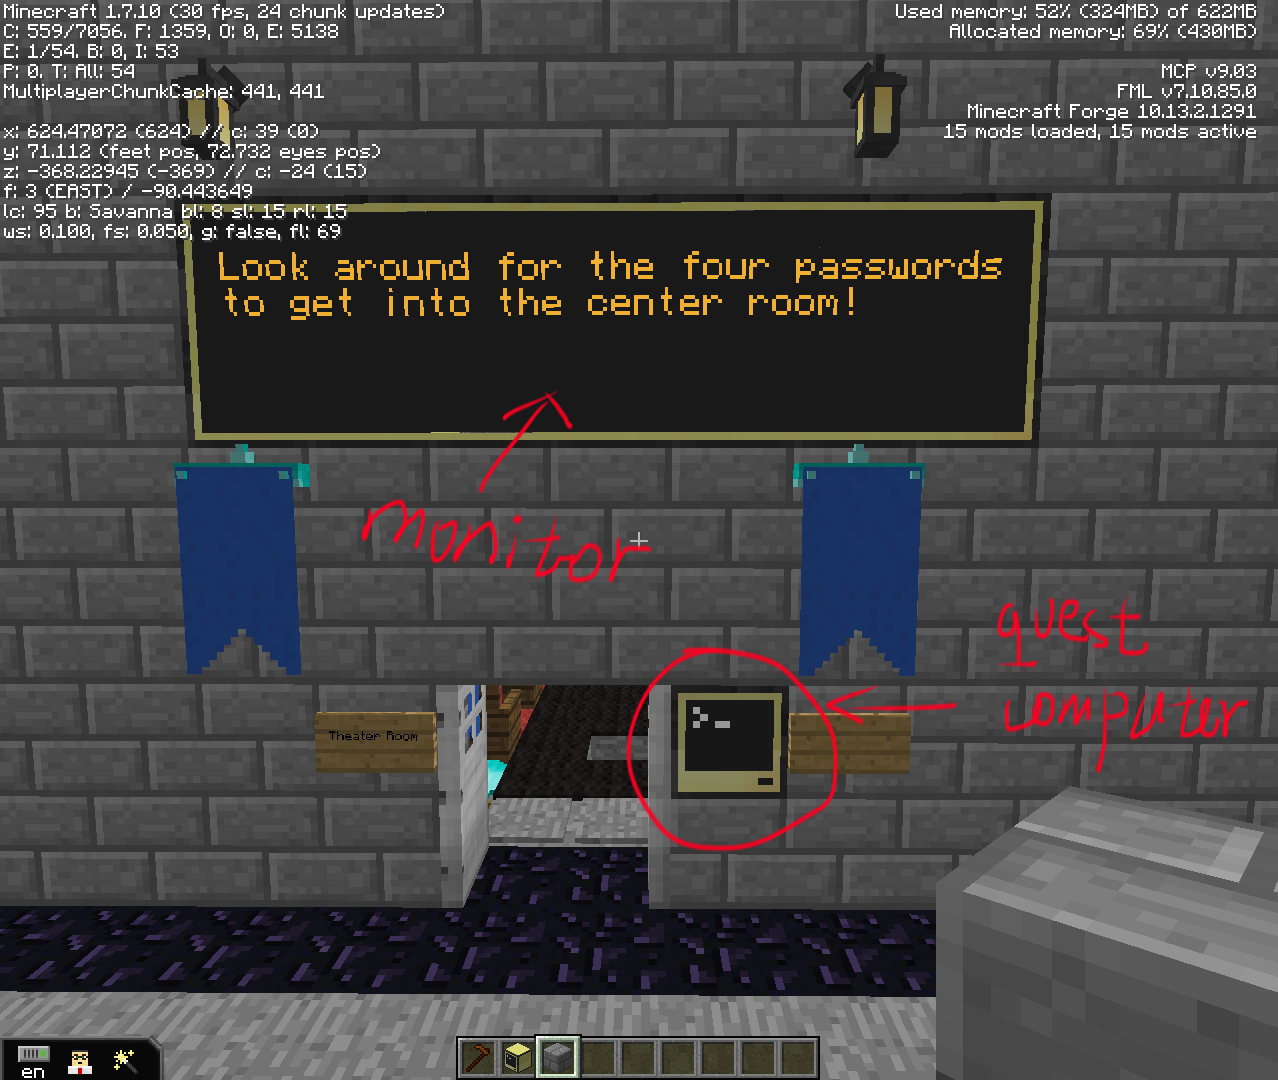 Minecraft 1.7.10 (30 fps, 24 chunk updates)
C: 559/7056. F: 1359, O: 0, E: 5138
E: 1/54. B: 0, I: 53
P: 0. T: All: 54
MultiplayerChunkCache: 441, 441
x: 624.47072 (624) // c: 39 (0)
y: 71.112 (feet pos, 72.732 eyes pos)
z: -368.22945 (-369) // c: -24 (15)
f: 3 (EAST) / -90.443649
lc: 95 b: Savanna bl: 8 sl: 15 rl: 15
ws: 0.100, fs: 0.050, g: false, fl: 69
Used memory: 52% (324MB) of 622MB
Allocated memory: 69% (430MB)
MCP v9.03
FML v7.10.85.0
Minecraft Forge 10.13.2.1291
15 mods loaded, 15 mods active
Look around for the four passwords
to get into the center room!
monitor
quest
computer
Theater Room
>_
en